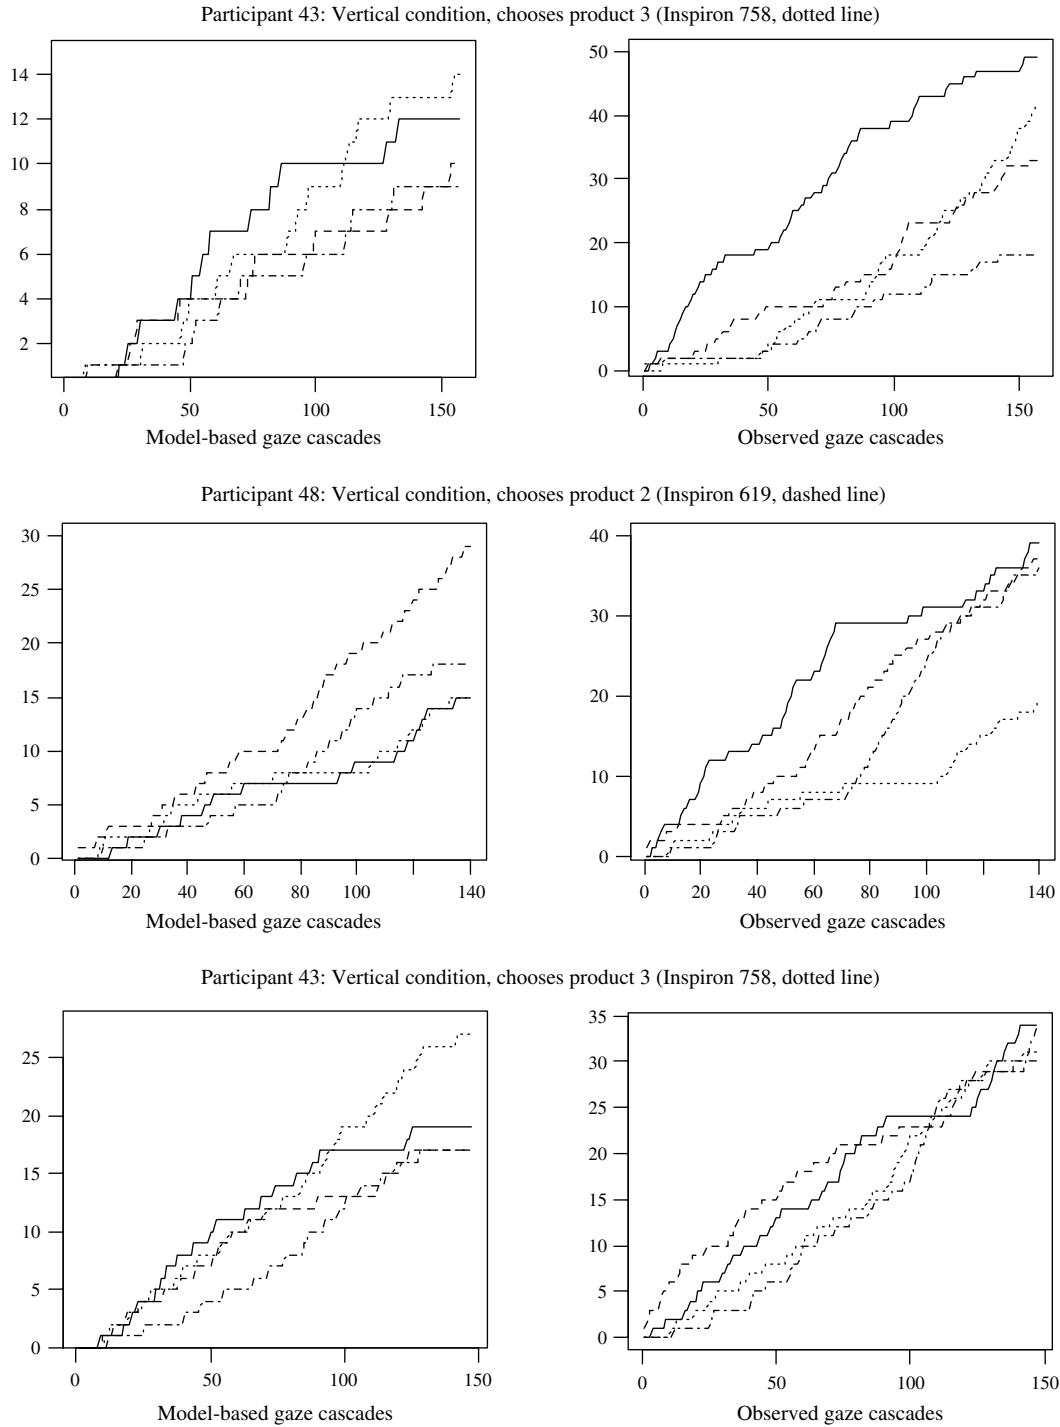 Participant 43: Vertical condition, chooses product 3 (Inspiron 758, dotted line)
14
12
10
8
6
4
2
0 50 100 150
Model-based gaze cascades
50
40
30
20
10
0
0 50 100 150
Observed gaze cascades
Participant 48: Vertical condition, chooses product 2 (Inspiron 619, dashed line)
30
25
20
15
10
5
0
0 20 40 60 80 100 140
Model-based gaze cascades
40
30
20
10
0
0 20 40 60 80 100 140
Observed gaze cascades
Participant 43: Vertical condition, chooses product 3 (Inspiron 758, dotted line)
25
20
15
10
5
0
0 50 100 150
Model-based gaze cascades
35
30
25
20
15
10
5
0
0 50 100 150
Observed gaze cascades